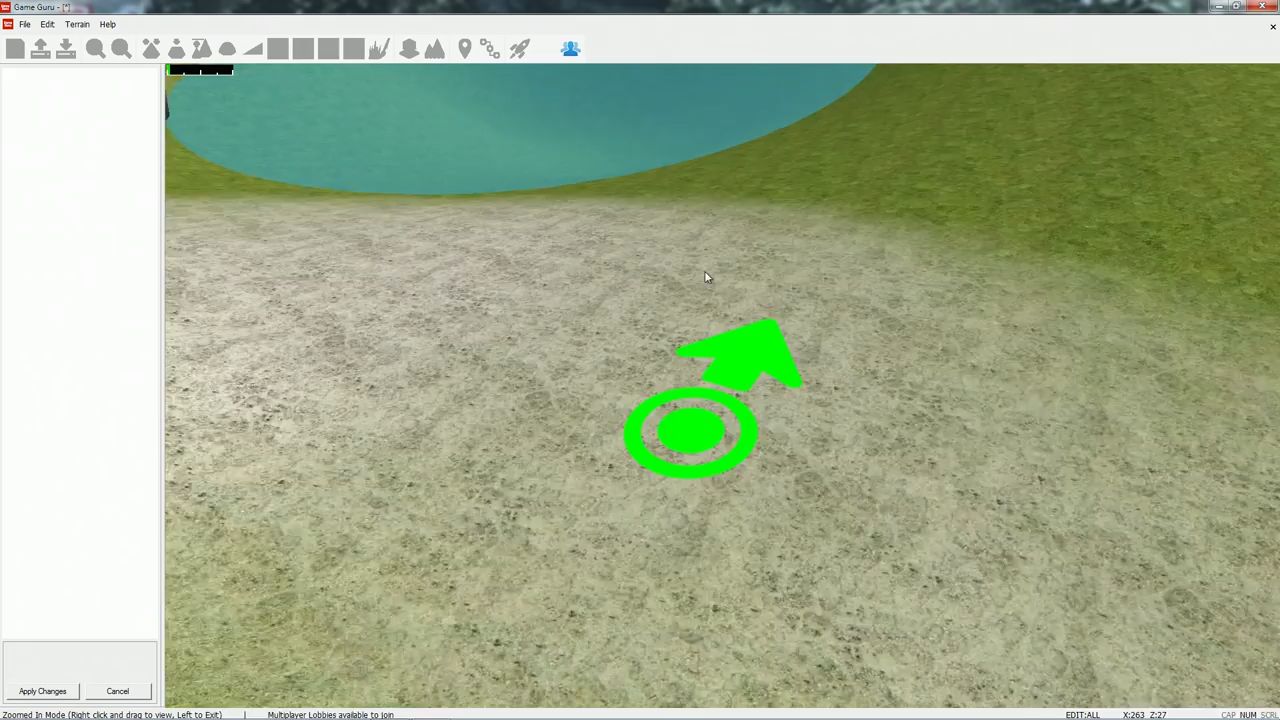 Game Guru - [*]
File Edit Terrain Help
Apply Changes Cancel
Zoomed In Mode (Right click and drag to view, Left to Exit) | Multiplayer Lobbies available to join EDIT:ALL X:263 Z:27 CAP NUM SCRL